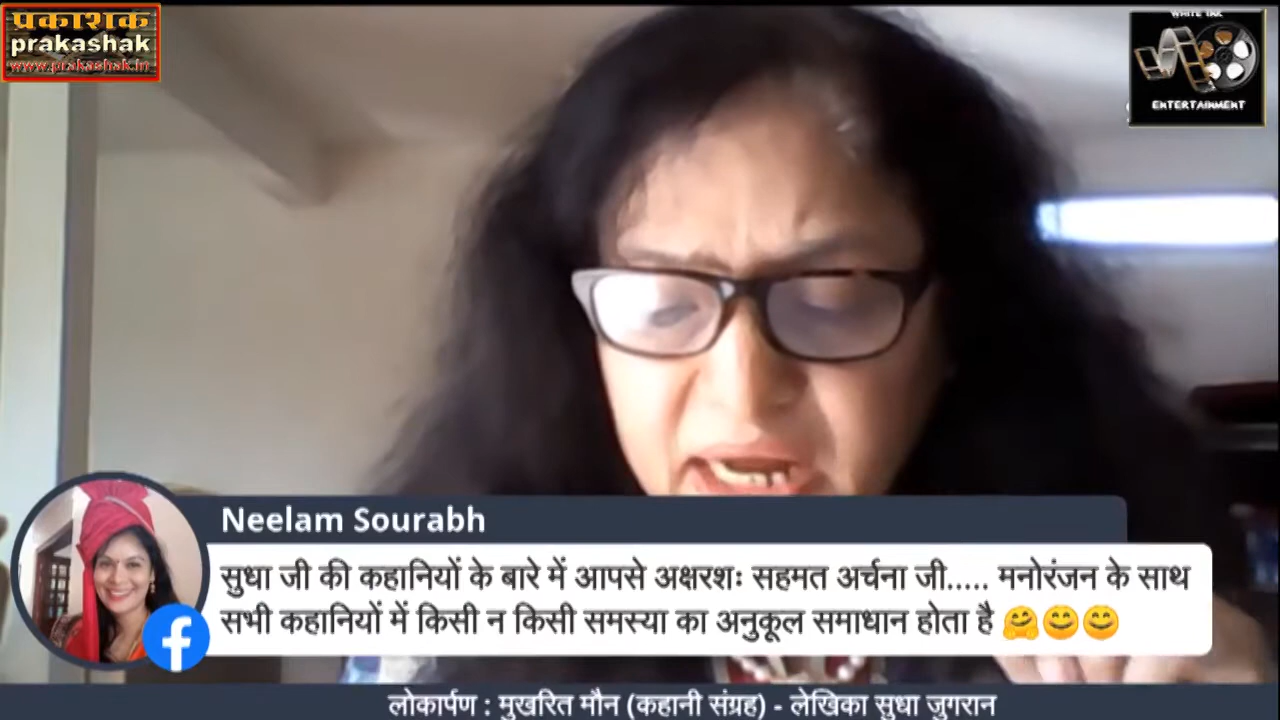 प्रकाशक
prakashak
www.prakashak.in
WHITE INK
ENTERTAINMENT
Neelam Sourabh
सुधा जी की कहानियों के बारे में आपसे अक्षरशः सहमत अर्चना जी..... मनोरंजन के साथ
सभी कहानियों में किसी न किसी समस्या का अनुकूल समाधान होता है 🤗😊😊
लोकार्पण : मुखरित मौन (कहानी संग्रह) - लेखिका सुधा जुगरान